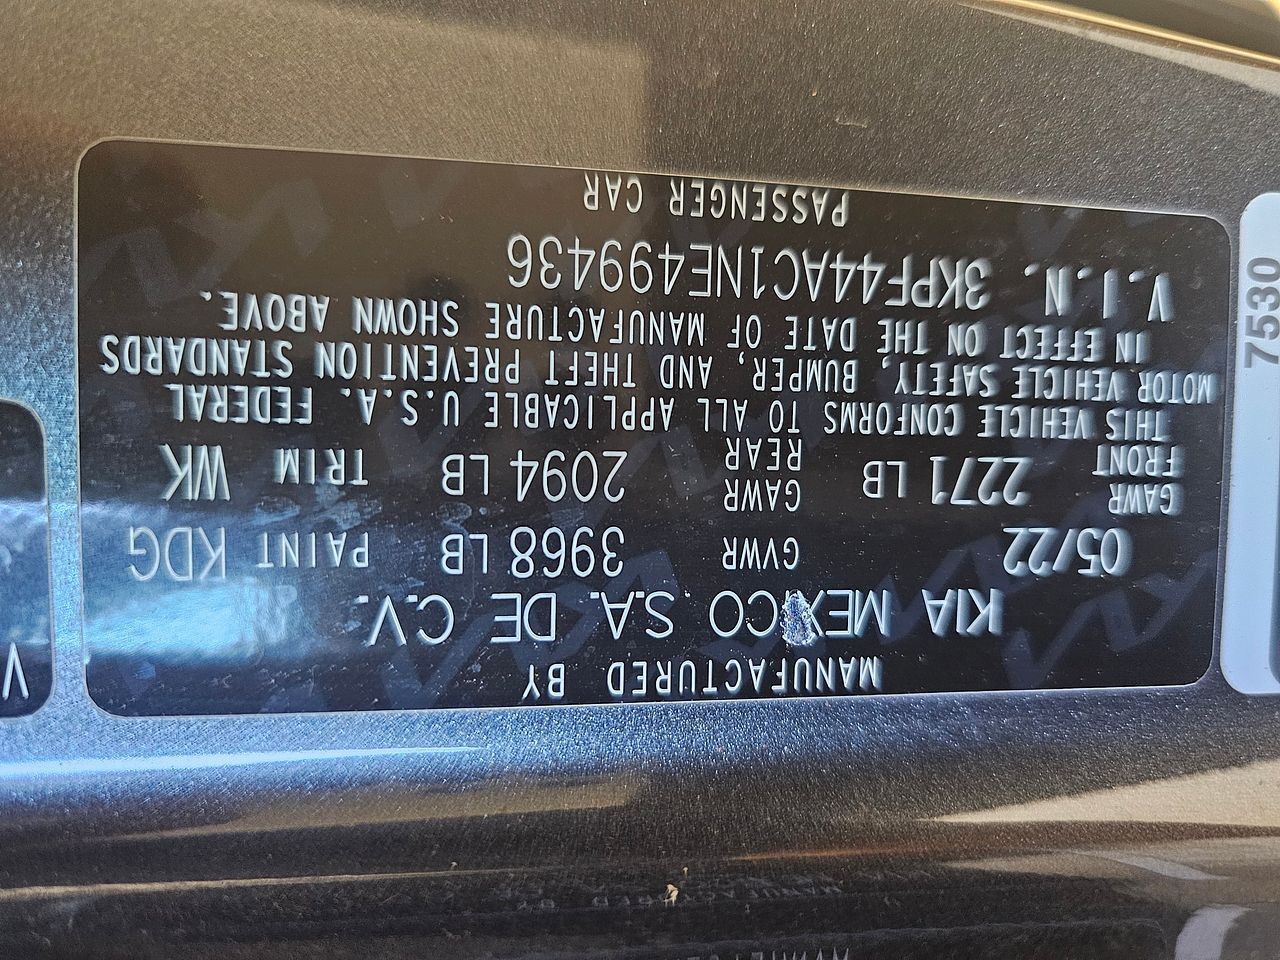 MANUFACTURED BY
KIA MEXICO S.A. DE C.V.
05/22 GVWR 3968 LB PAINT KDG
GAWR FRONT 2271 LB GAWR REAR 2094 LB TRIM WK
THIS VEHICLE CONFORMS TO ALL APPLICABLE U.S.A. FEDERAL
MOTOR VEHICLE SAFETY, BUMPER, AND THEFT PREVENTION STANDARDS
IN EFFECT ON THE DATE OF MANUFACTURE SHOWN ABOVE.
V.I.N. 3KPF44AC1NE499436
PASSENGER CAR
7530
V